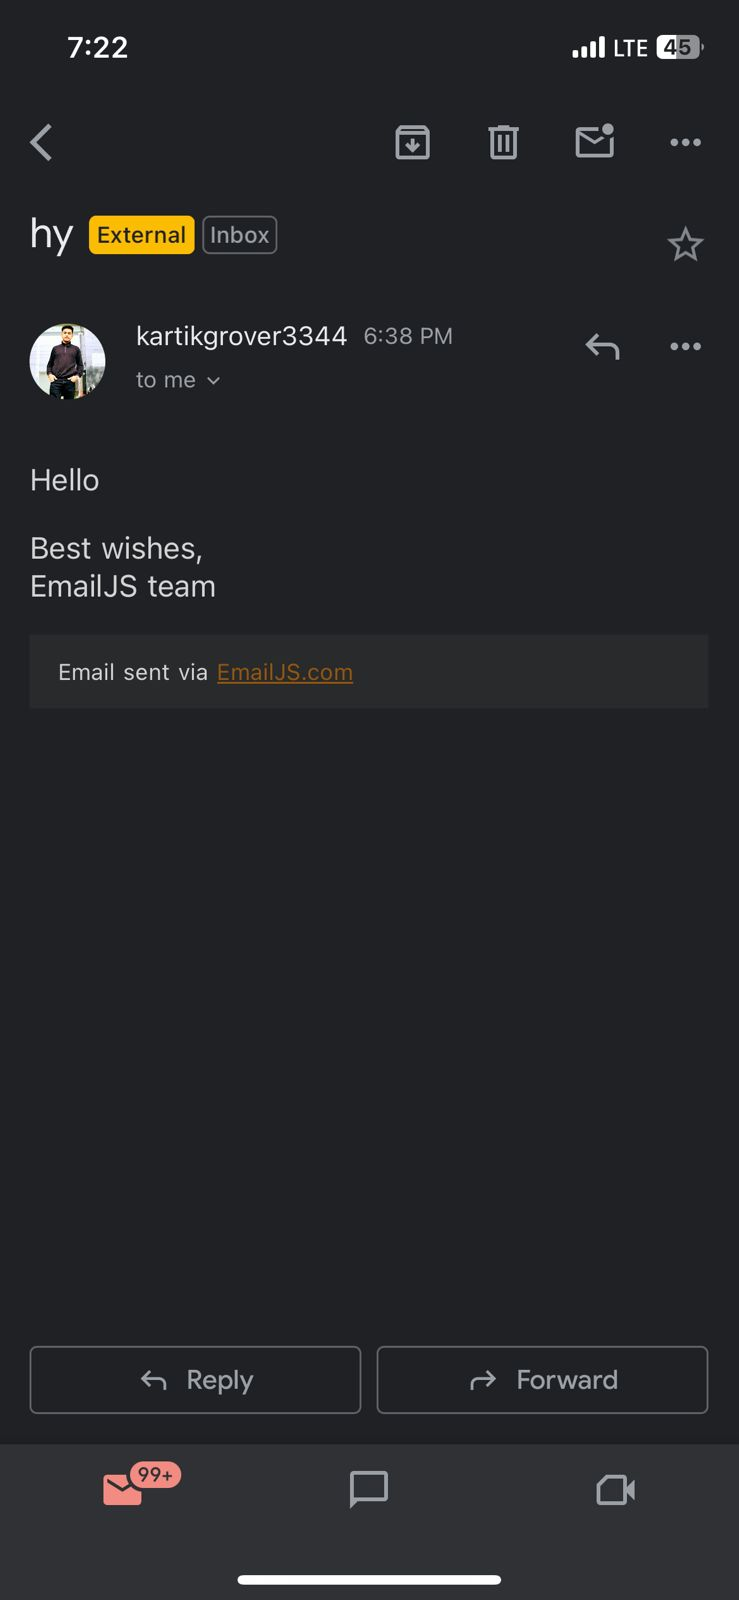 7:22 LTE 45
hy External Inbox
kartikgrover3344 6:38 PM
to me
Hello
Best wishes,
EmailJS team
Email sent via EmailJS.com
Reply Forward
99+